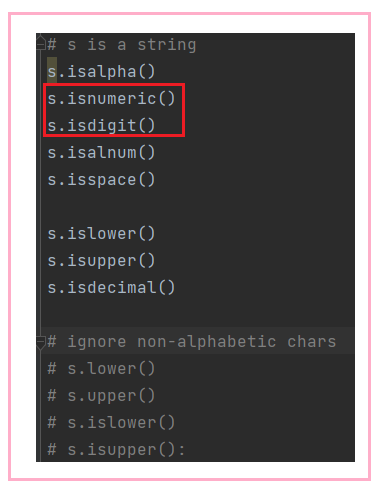 # s is a string
s.isalpha()
s.isnumeric()
s.isdigit()
s.isalnum()
s.isspace()
s.islower()
s.isupper()
s.isdecimal()
# ignore non-alphabetic chars
# s.lower()
# s.upper()
# s.islower()
# s.isupper():